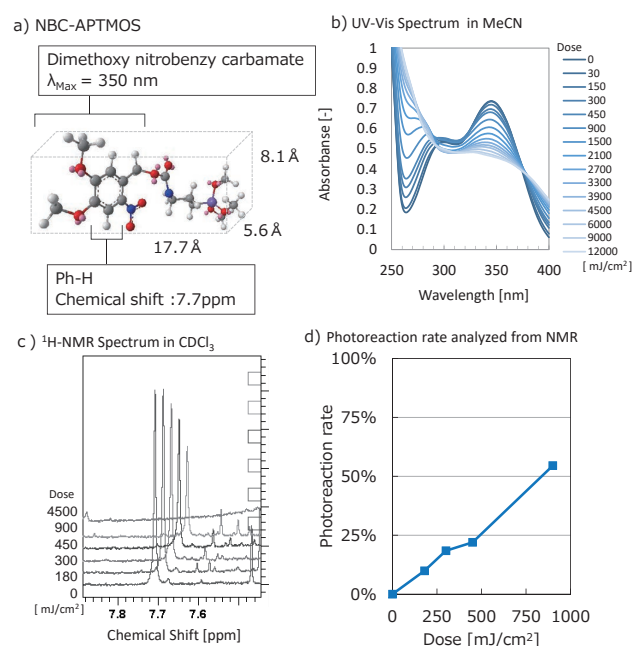 a) NBC-APTMOS
Dimethoxy nitrobenzy carbamate
λMax = 350 nm
8.1 Å
5.6 Å
17.7 Å
Ph-H
Chemical shift :7.7ppm
b) UV-Vis Spectrum in MeCN
Dose
0
30
150
300
450
900
1500
2100
2700
3300
3900
4500
6000
9000
12000
[ mJ/cm²]
1
0.9
0.8
0.7
0.6
0.5
0.4
0.3
0.2
0.1
0
Absorbanse [-]
250 300 350 400
Wavelength [nm]
c) ¹H-NMR Spectrum in CDCl₃
Dose
4500
900
450
300
180
0
[ mJ/cm²]
7.8 7.7 7.6
Chemical Shift [ppm]
d) Photoreaction rate analyzed from NMR
100%
75%
50%
25%
0%
Photoreaction rate
0 250 500 750 1000
Dose [mJ/cm²]